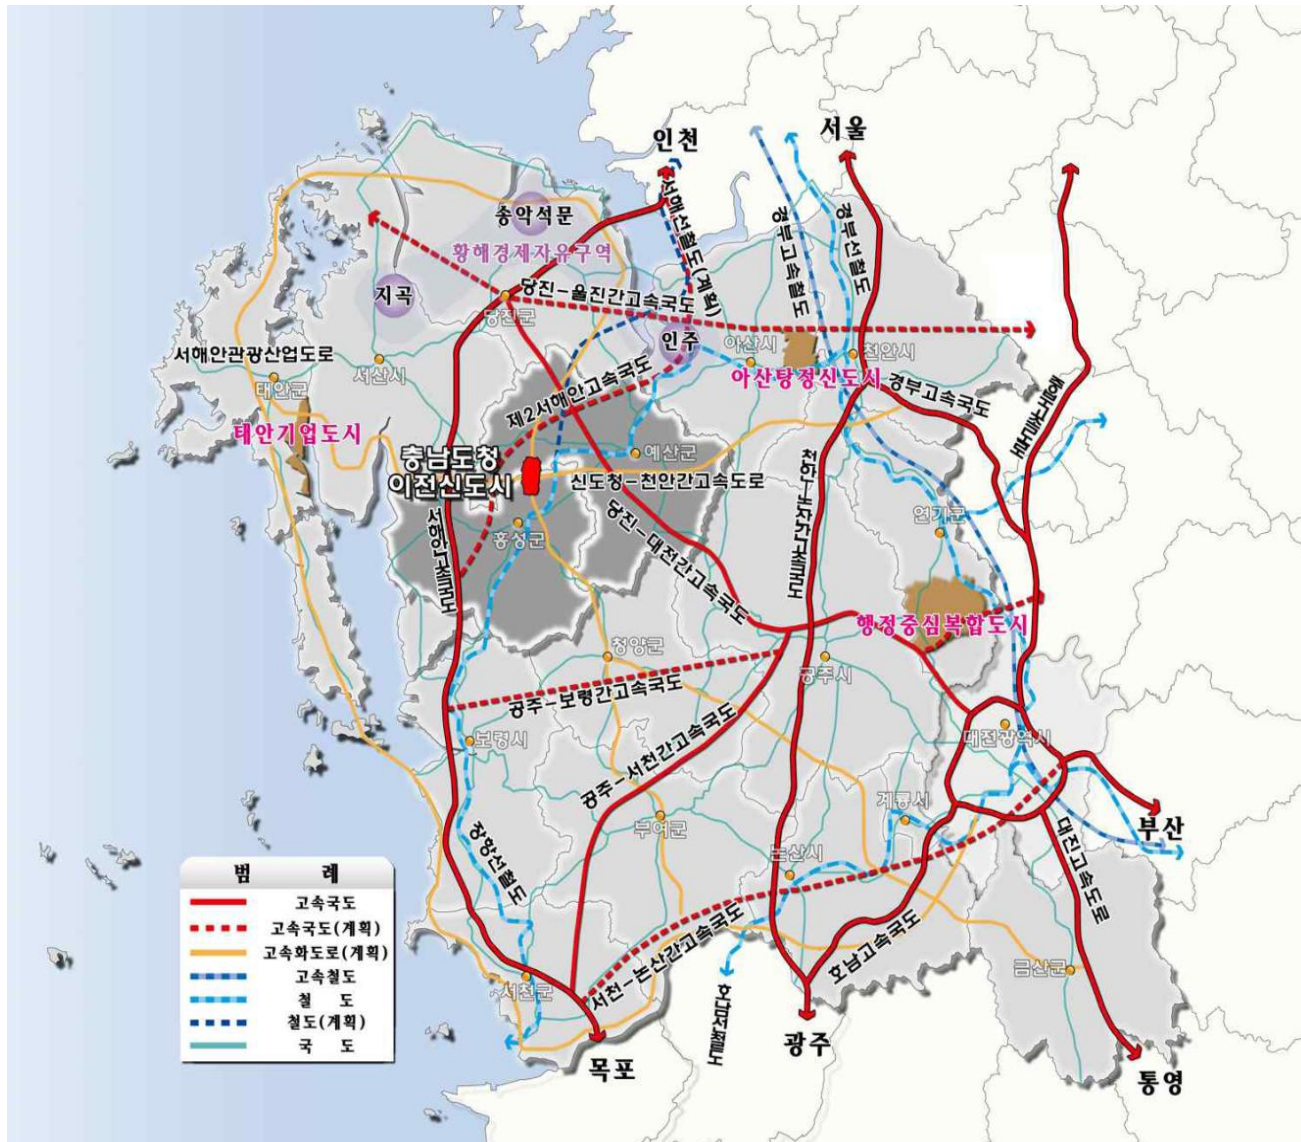 인천
서울
송악석문
황해경제자유구역
서해선철도(계획)
경부고속철도
경부선철도
지곡
당진-울진간고속국도
당진군
인주
아산시
천안시
서해안관광산업도로
태안군
서산시
제2서해안고속국도
아산탕정신도시
경부고속국도
중부고속국도
태안기업도시
충남도청
이전신도시
예산군
신도청-천안간고속도로
홍성군
서해안고속국도
당진-대전간고속국도
천안-논산간고속국도
연기군
행정중심복합도시
청양군
공주시
공주-보령간고속국도
보령시
공주-서천간고속국도
대전광역시
계룡시
부여군
부산
대진고속도로
논산시
장항선철도
서천-논산간고속국도
호남고속국도
금산군
서천군
호남선철도
목포
광주
통영
범 례
고속국도
고속국도(계획)
고속화도로(계획)
고속철도
철 도
철도(계획)
국 도